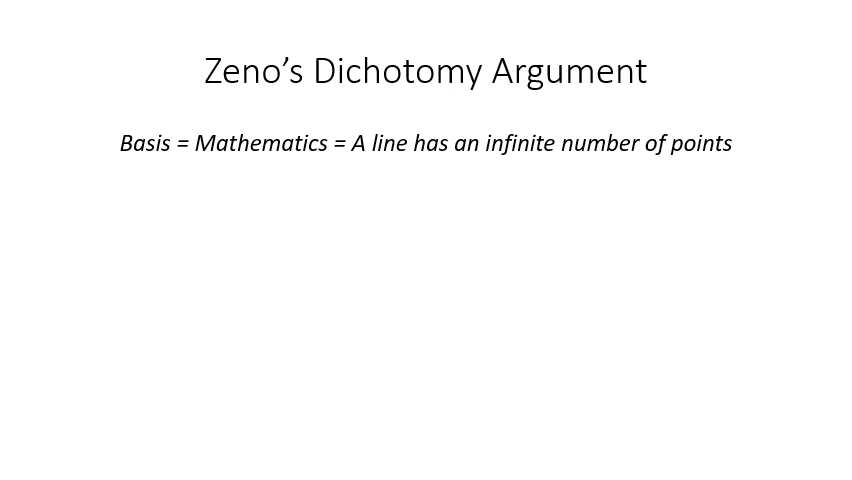 Zeno’s Dichotomy Argument
Basis = Mathematics = A line has an infinite number of points